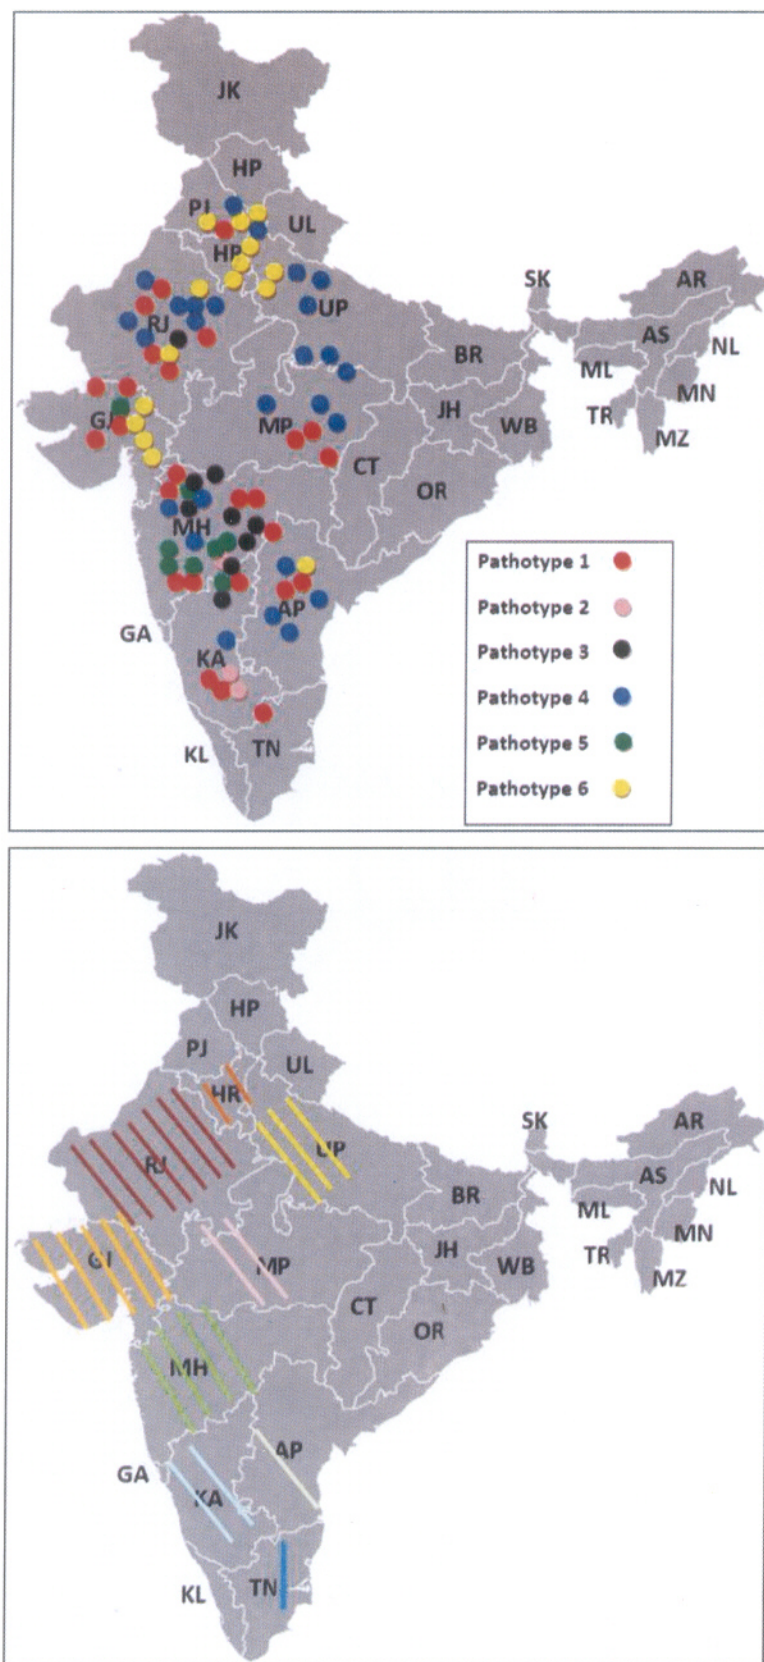 JK
HP
PJ
UL
HP
SK
AR
RJ
UP
AS
NL
BR
ML
MN
GJ
MP
JH
WB
TR
MZ
CT
OR
MH
Pathotype 1
Pathotype 2
AP
GA
Pathotype 3
KA
Pathotype 4
KL
TN
Pathotype 5
Pathotype 6
JK
HP
PJ
UL
HR
SK
AR
UP
RJ
AS
NL
BR
ML
MN
GJ
MP
JH
WB
TR
MZ
CT
OR
MH
AP
GA
KA
KL
TN